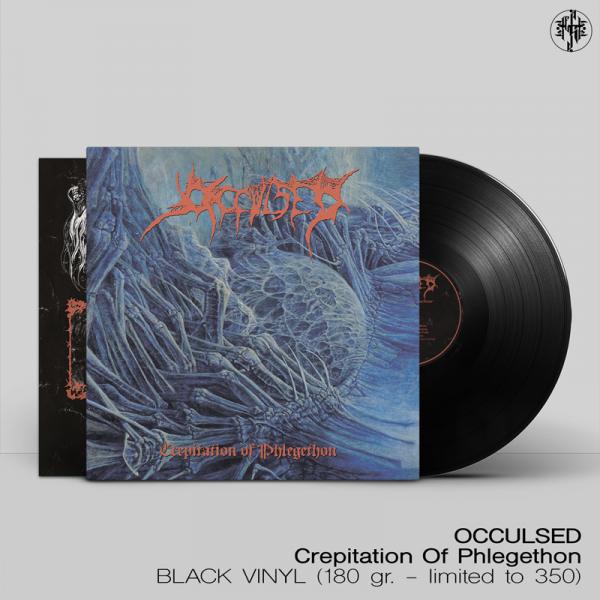 OCCULSED
Crepitation of Phlegethon
OCCULSED
Crepitation Of Phlegethon
BLACK VINYL (180 gr. – limited to 350)